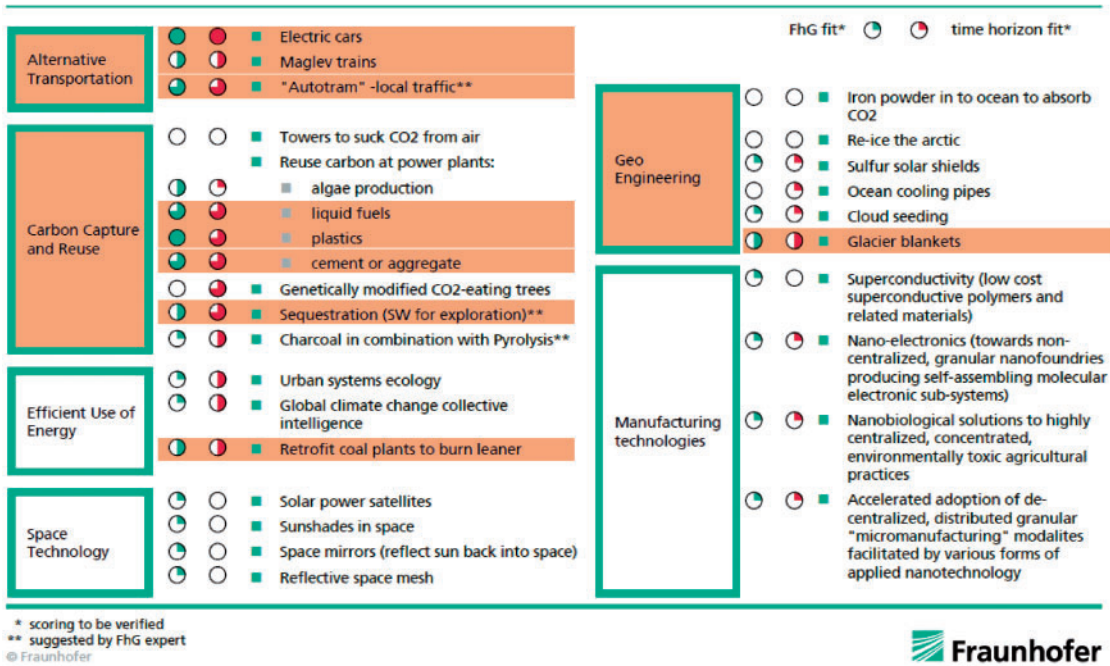 FhG fit*
time horizon fit*
Alternative
Transportation
Electric cars
Maglev trains
"Autotram" -local traffic**
Carbon Capture
and Reuse
Towers to suck CO2 from air
Reuse carbon at power plants:
algae production
liquid fuels
plastics
cement or aggregate
Genetically modified CO2-eating trees
Sequestration (SW for exploration)**
Charcoal in combination with Pyrolysis**
Efficient Use of
Energy
Urban systems ecology
Global climate change collective
intelligence
Retrofit coal plants to burn leaner
Space
Technology
Solar power satellites
Sunshades in space
Space mirrors (reflect sun back into space)
Reflective space mesh
Geo
Engineering
Iron powder in to ocean to absorb
CO2
Re-ice the arctic
Sulfur solar shields
Ocean cooling pipes
Cloud seeding
Glacier blankets
Manufacturing
technologies
Superconductivity (low cost
superconductive polymers and
related materials)
Nano-electronics (towards non-
centralized, granular nanofoundries
producing self-assembling molecular
electronic sub-systems)
Nanobiological solutions to highly
centralized, concentrated,
environmentally toxic agricultural
practices
Accelerated adoption of de-
centralized, distributed granular
"micromanufacturing" modalites
facilitated by various forms of
applied nanotechnology
* scoring to be verified
** suggested by FhG expert
© Fraunhofer
Fraunhofer